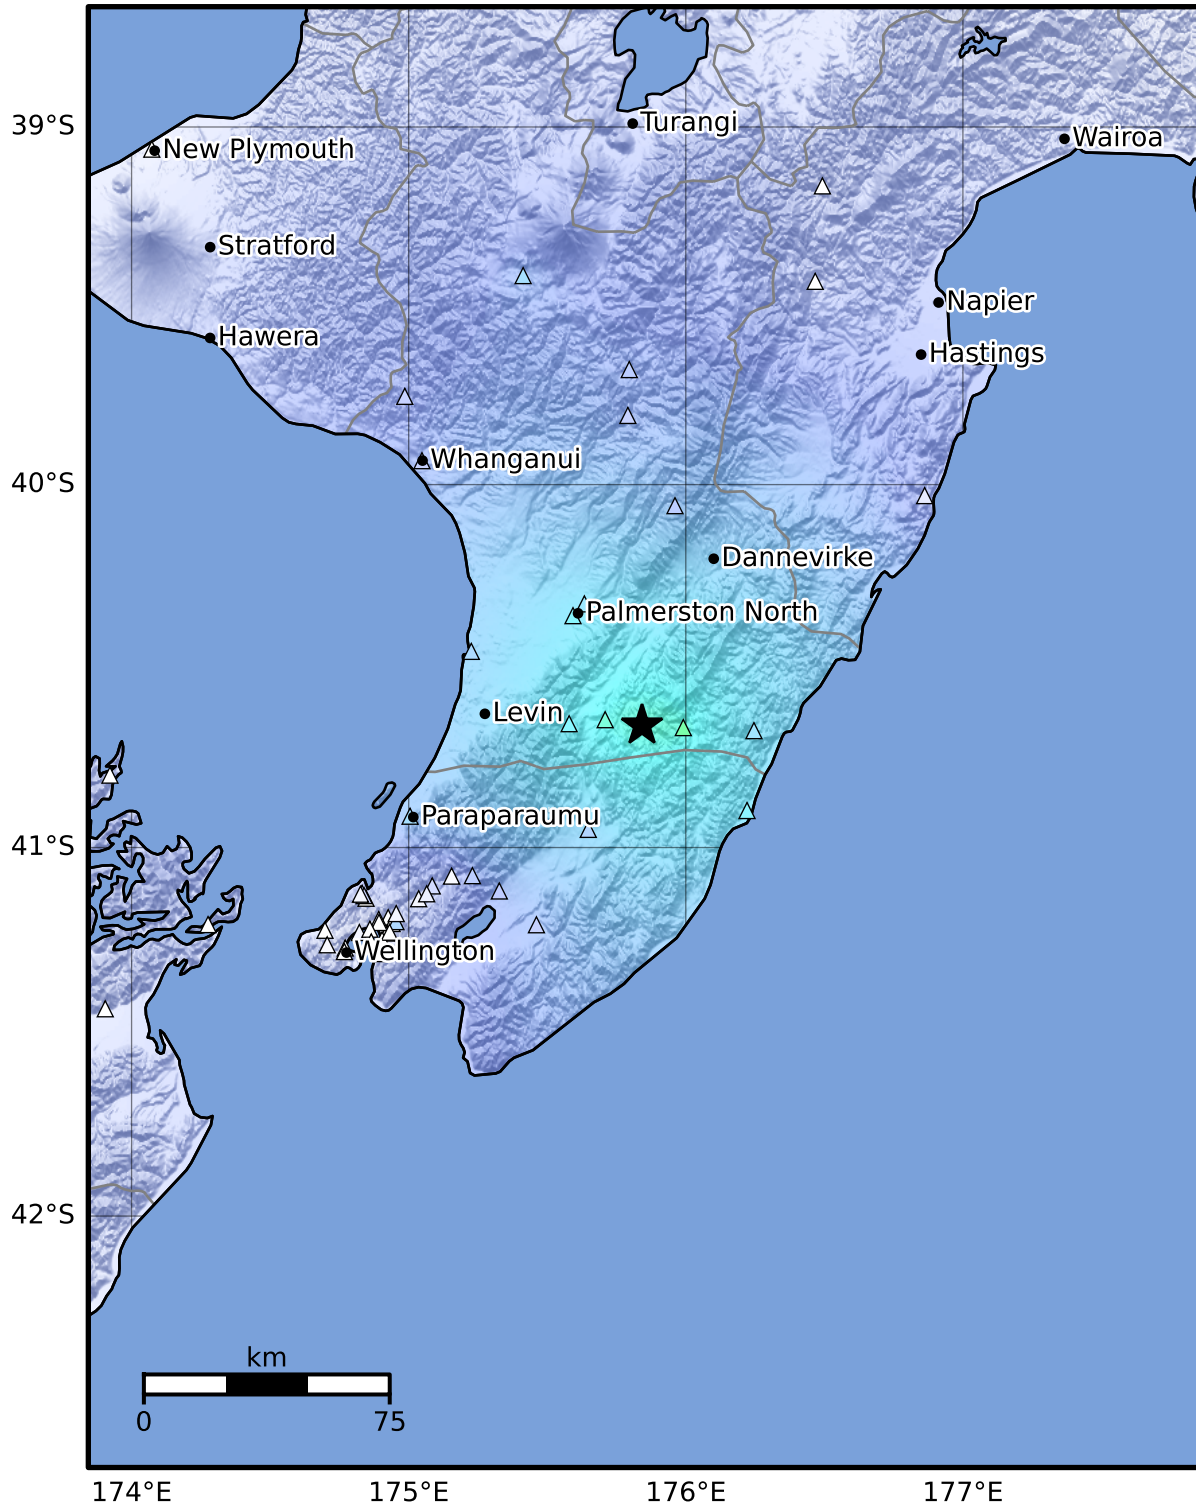 Turangi
39°S
Wairoa
New Plymouth
Stratford
Napier
Hawera
Hastings
Whanganui
40°S
Dannevirke
Palmerston North
Levin
Paraparaumu
41°S
Wellington
42°S
km
0
75
174°E
175°E
176°E
177°E